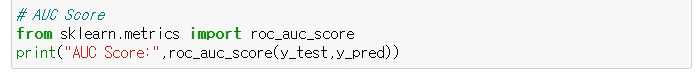 # AUC Score
from sklearn.metrics import roc_auc_score
print("AUC Score:",roc_auc_score(y_test,y_pred))